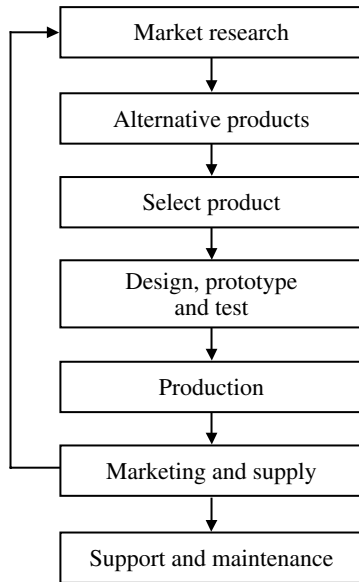 Market research
Alternative products
Select product
Design, prototype
and test
Production
Marketing and supply
Support and maintenance